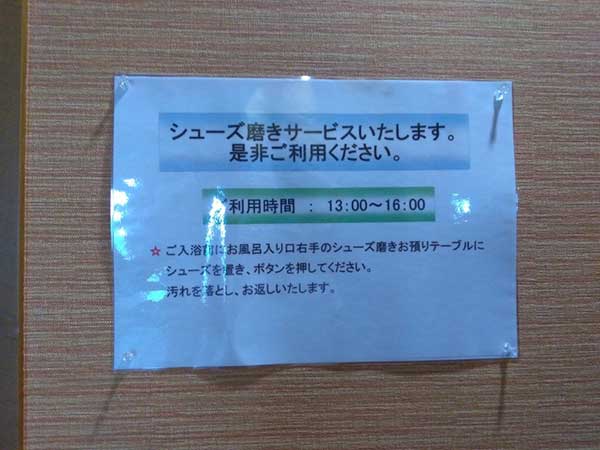 シューズ磨きサービスいたします。
是非ご利用ください。
ご利用時間 : 13:00~16:00
☆ ご入浴前にお風呂入り口右手のシューズ磨きお預りテーブルに
シューズを置き、ボタンを押してください。
汚れを落とし、お返しいたします。